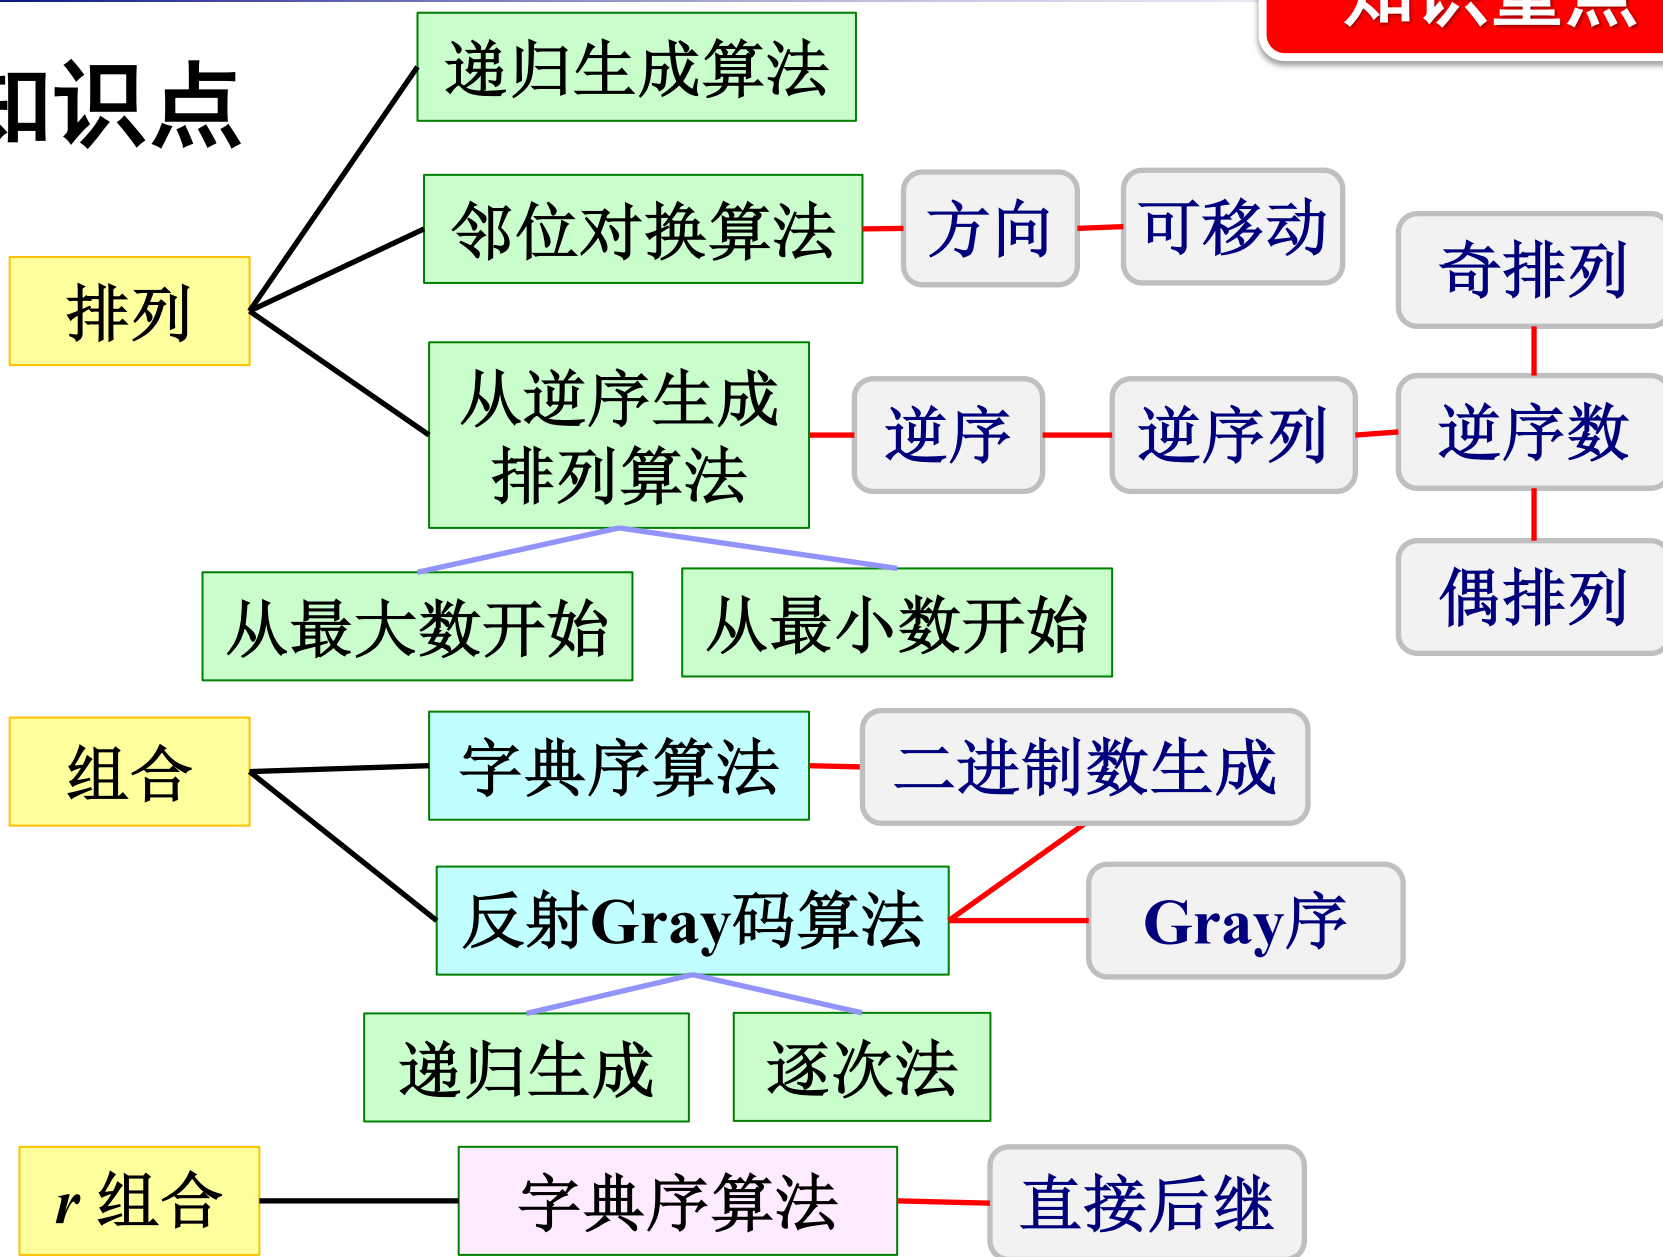 知识重点
知识点
递归生成算法
邻位对换算法
方向
可移动
奇排列
排列
从逆序生成
排列算法
逆序
逆序列
逆序数
偶排列
从最大数开始
从最小数开始
组合
字典序算法
二进制数生成
反射Gray码算法
Gray序
递归生成
逐次法
r 组合
字典序算法
直接后继